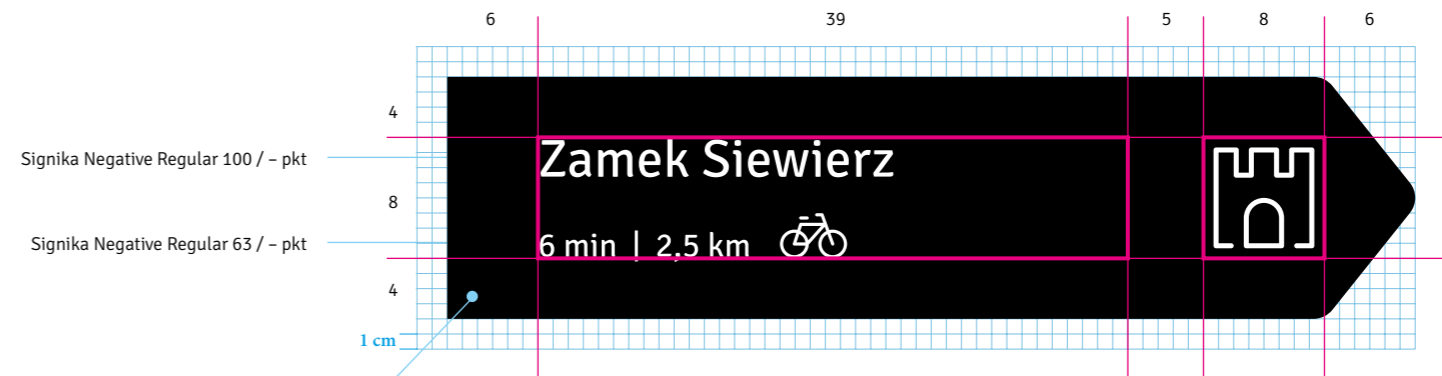 6 39 5 8 6
4
Signika Negative Regular 100 / – pkt
Zamek Siewierz
8
Signika Negative Regular 63 / – pkt
6 min | 2,5 km
4
1 cm